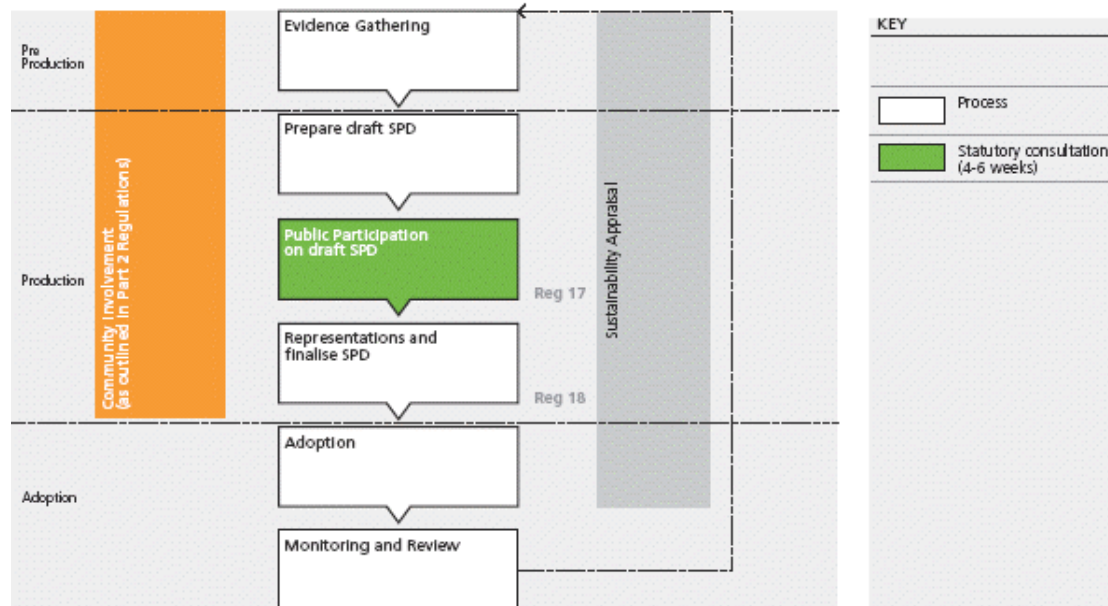 Pre
Production
Evidence Gathering
Prepare draft SPD
Public Participation
on draft SPD
Reg 17
Production
Community Involvement
(as outlined in Part 2 Regulations)
Sustainability Appraisal
Representations and
finalise SPD
Reg 18
Adoption
Adoption
Monitoring and Review
KEY
Process
Statutory consultation
(4-6 weeks)